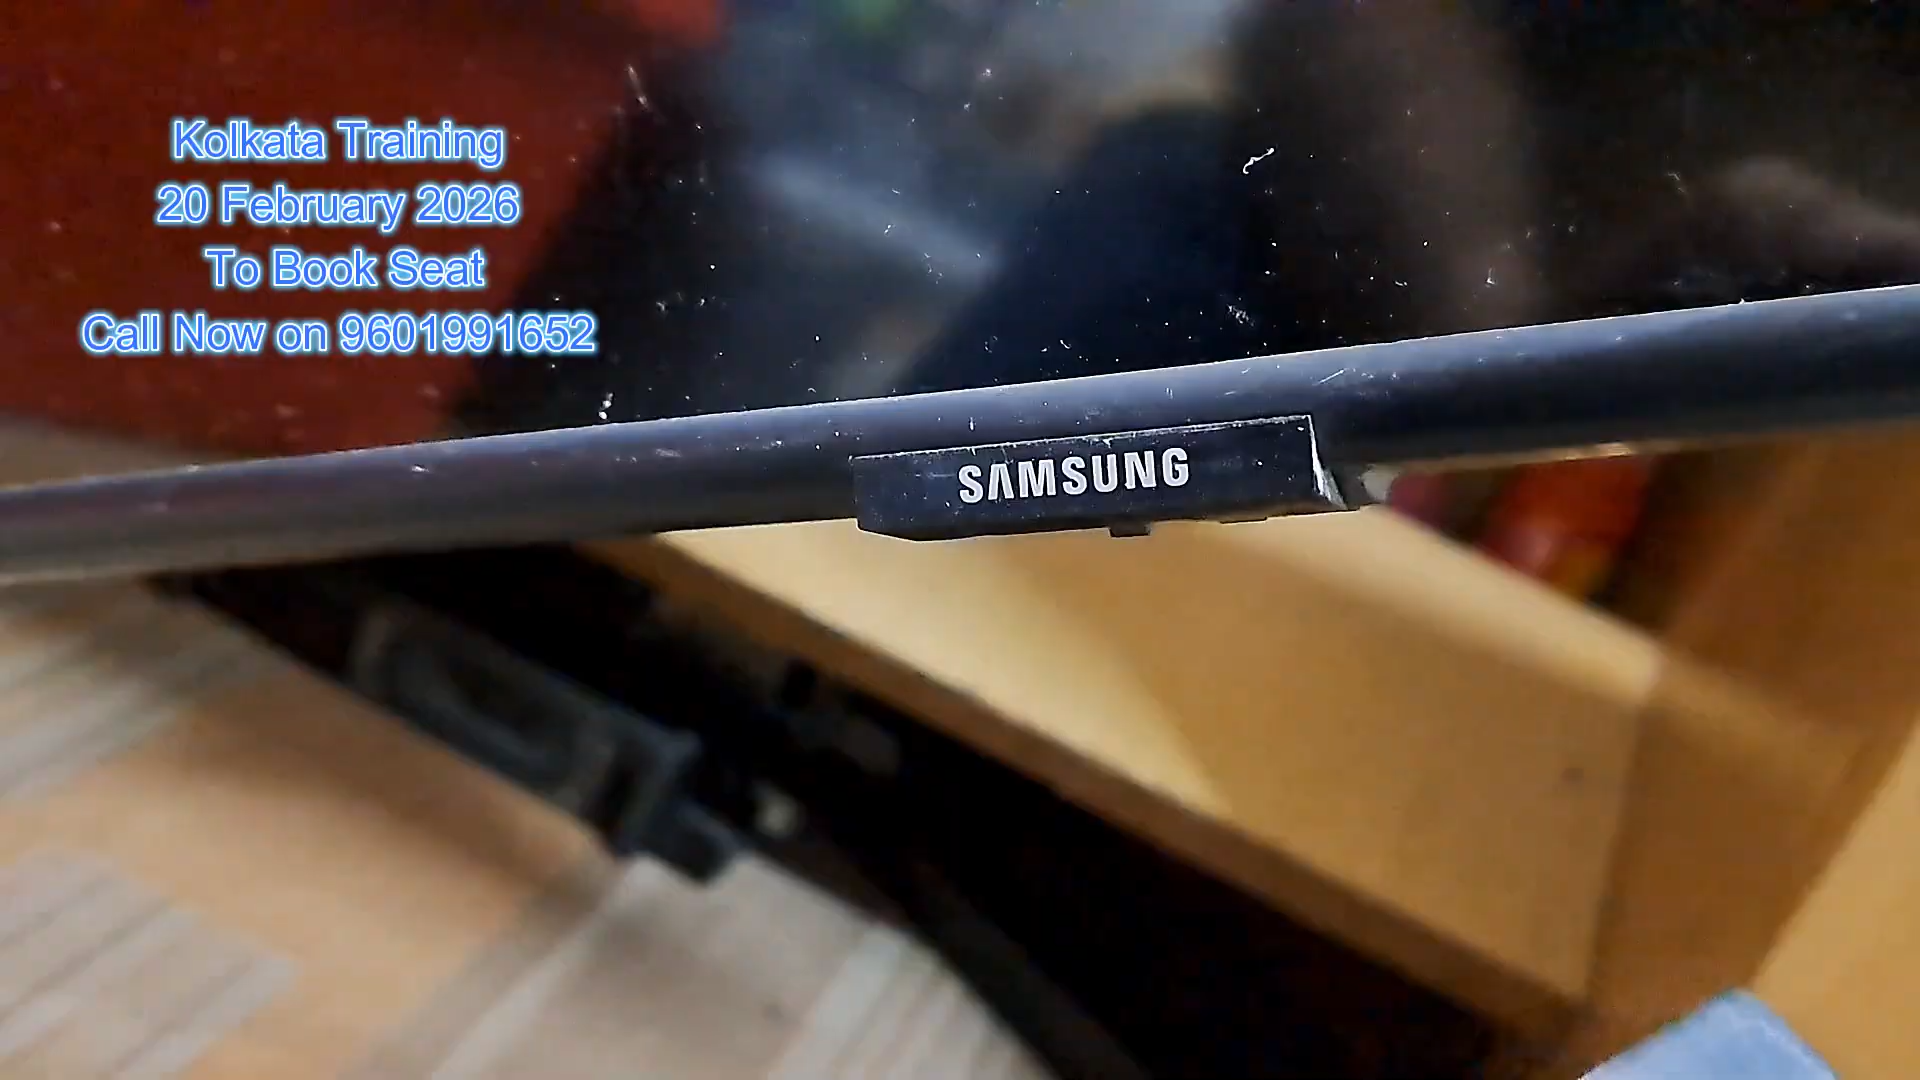 Kolkata Training
20 February 2026
To Book Seat
Call Now on 9601991652
SAMSUNG